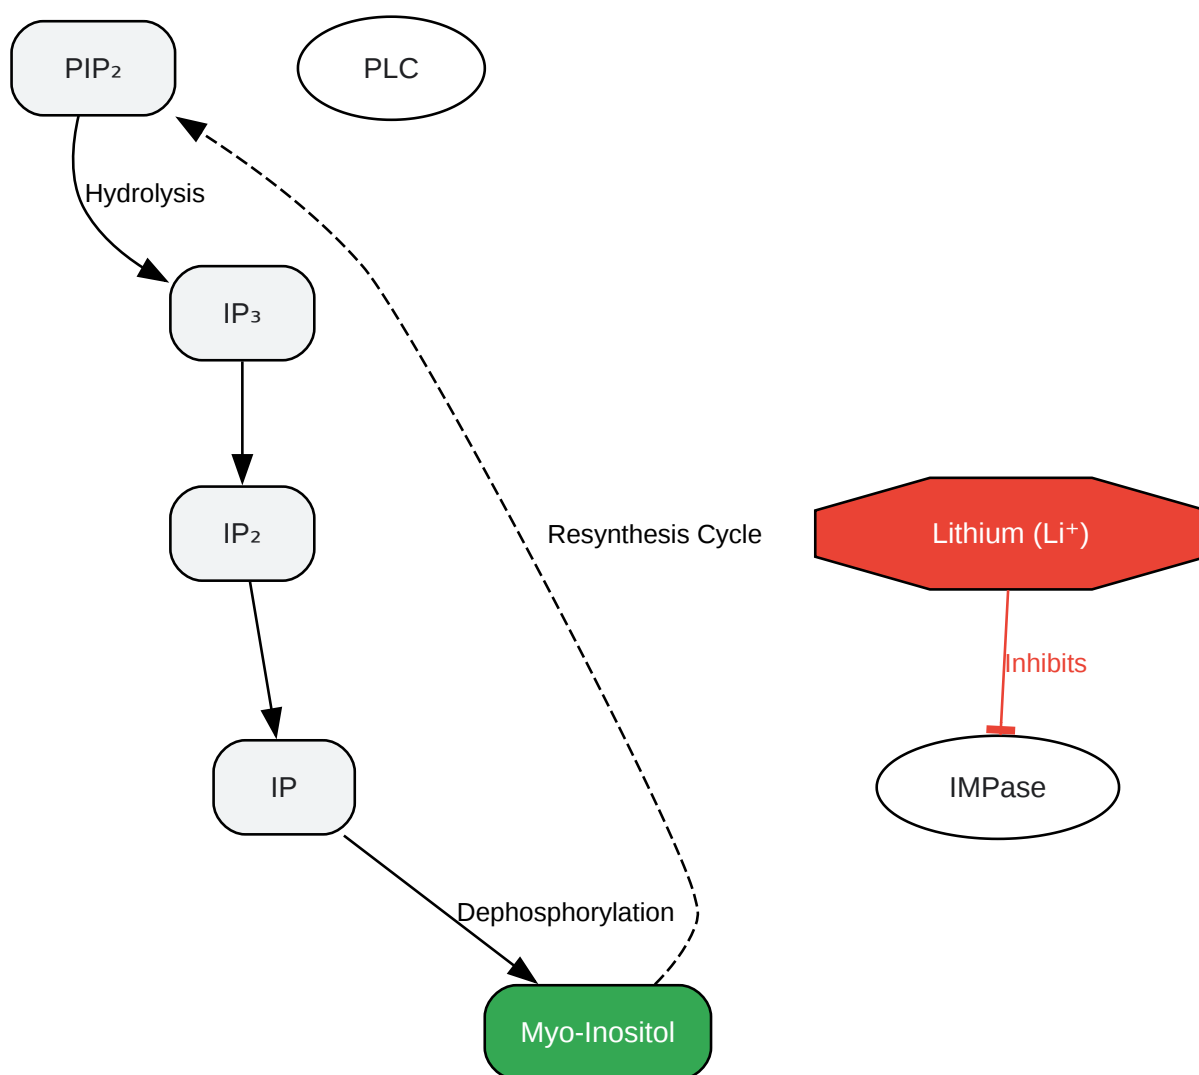 PIP₂
PLC
Hydrolysis
IP₃
IP₂
Resynthesis Cycle
Lithium (Li⁺)
Inhibits
IP
IMPase
Dephosphorylation
Myo-Inositol